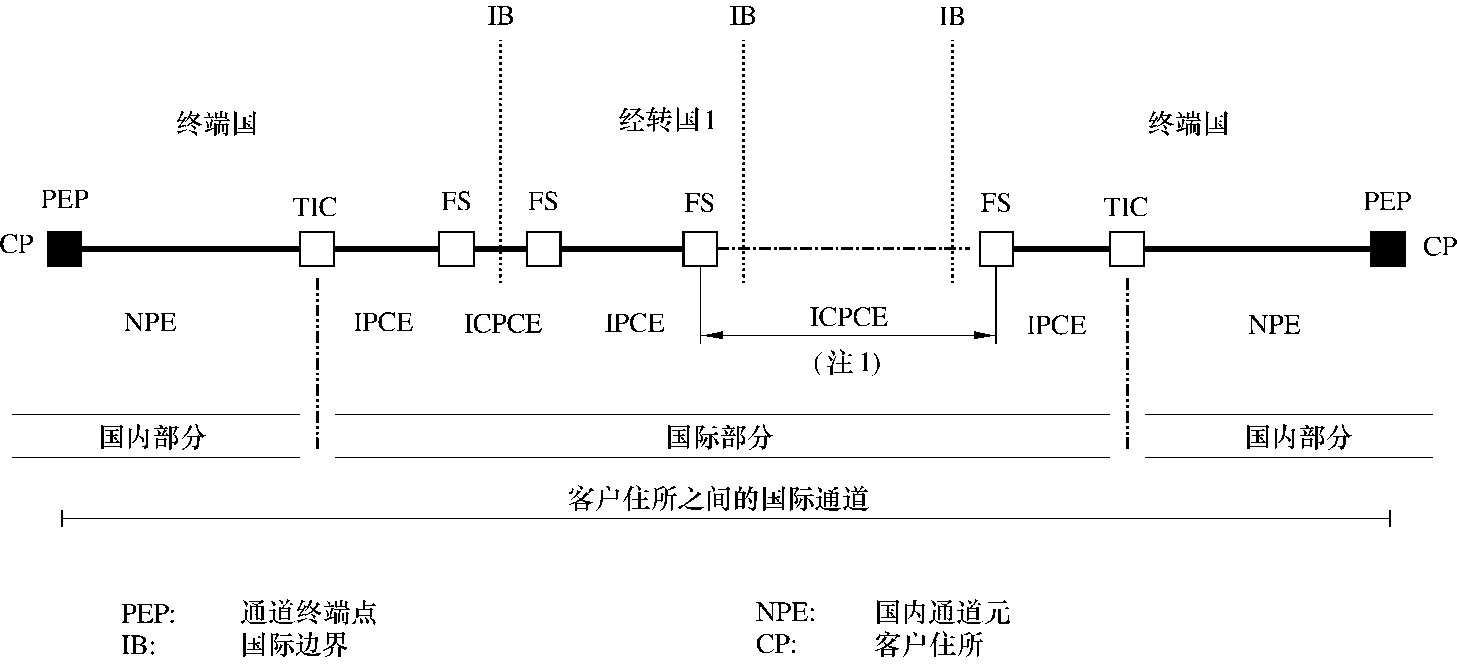 IB IB IB
终端国 经转国1 终端国
PEP TIC FS FS FS FS TIC PEP
CP CP
NPE IPCE ICPCE IPCE ICPCE IPCE NPE
(注1)
国内部分 国际部分 国内部分
客户住所之间的国际通道
PEP: 通道终端点 NPE: 国内通道元
IB: 国际边界 CP: 客户住所